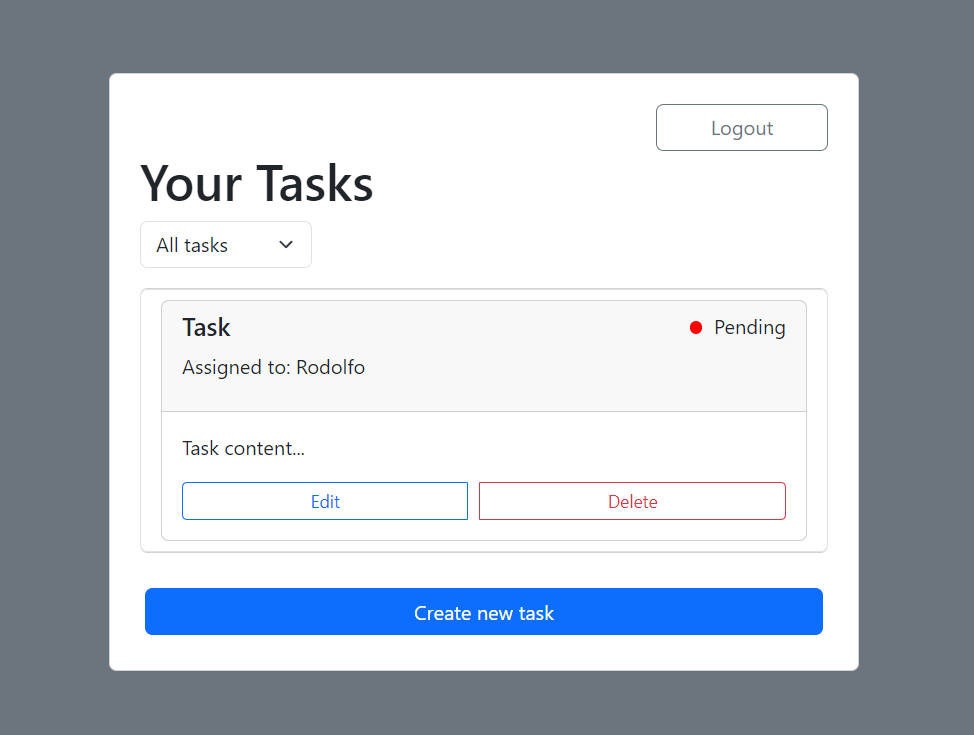 Logout
Your Tasks
All tasks
Task
Pending
Assigned to: Rodolfo
Task content...
Edit
Delete
Create new task